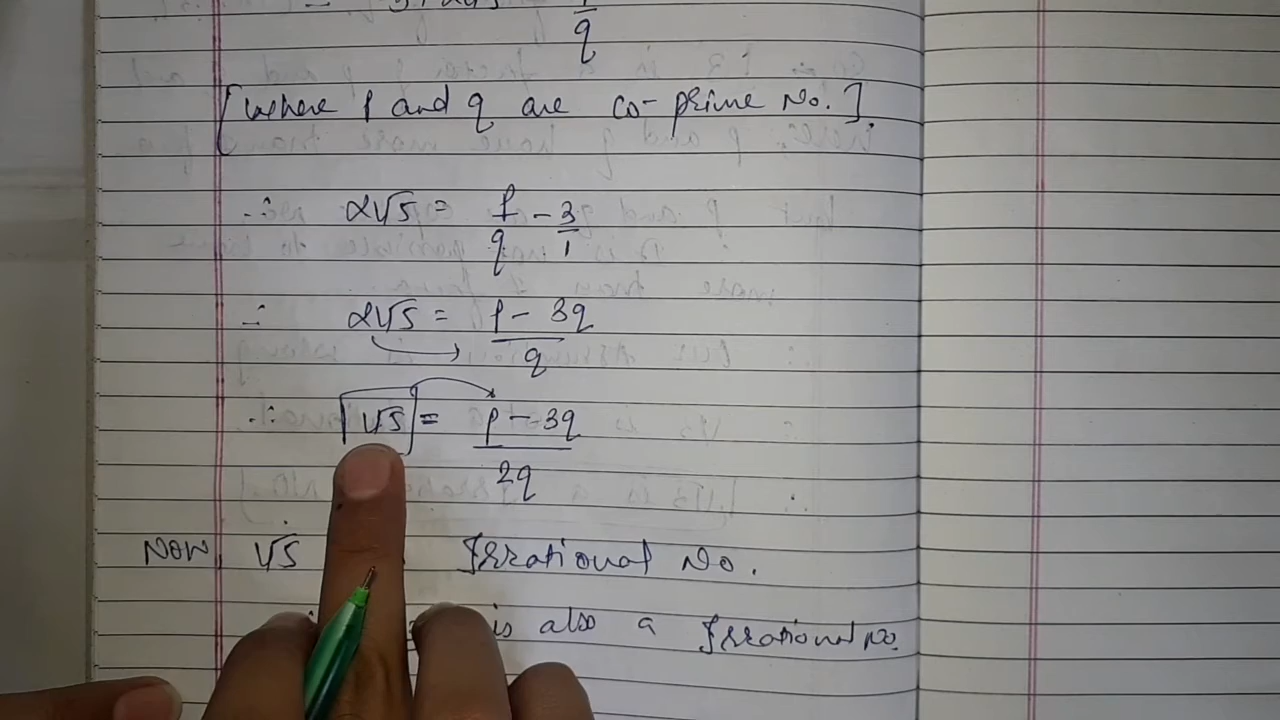 q
[where p and q are co-prime No.].
∴ 2√5 = p/q - 3/1
∴ 2√5 = p - 3q / q
∴ √5 = p - 3q / 2q
Now, √5 Irrational No.
is also a Irrational No.